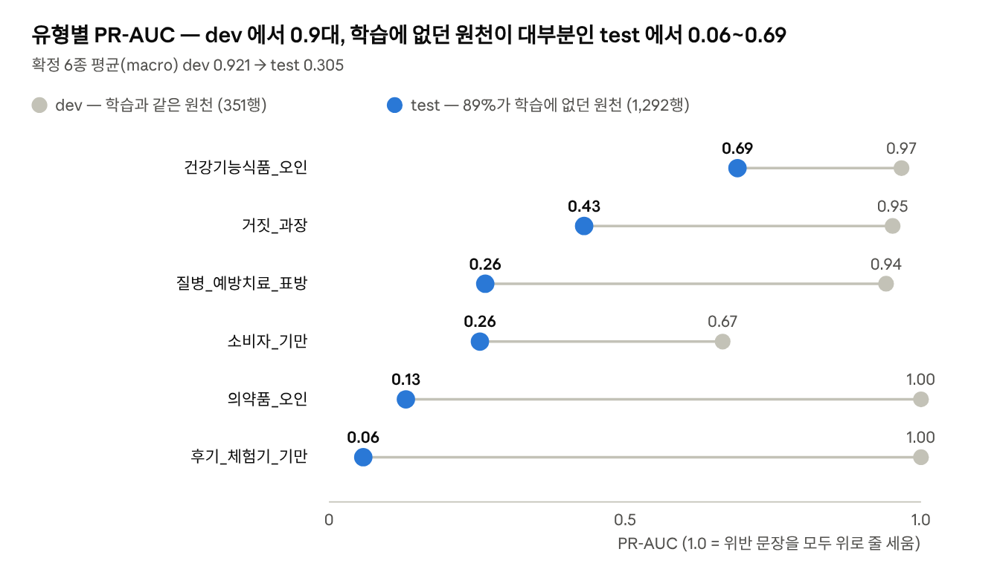 유형별 PR-AUC — dev 에서 0.9대, 학습에 없던 원천이 대부분인 test 에서 0.06~0.69
확정 6종 평균(macro) dev 0.921 → test 0.305
dev — 학습과 같은 원천 (351행)
test — 89%가 학습에 없던 원천 (1,292행)
0.69 0.97
건강기능식품_오인
0.43 0.95
거짓_과장
0.26 0.94
질병_예방치료_표방
0.26 0.67
소비자_기만
0.13 1.00
의약품_오인
0.06 1.00
후기_체험기_기만
0 0.5 1.0
PR-AUC (1.0 = 위반 문장을 모두 위로 줄 세움)